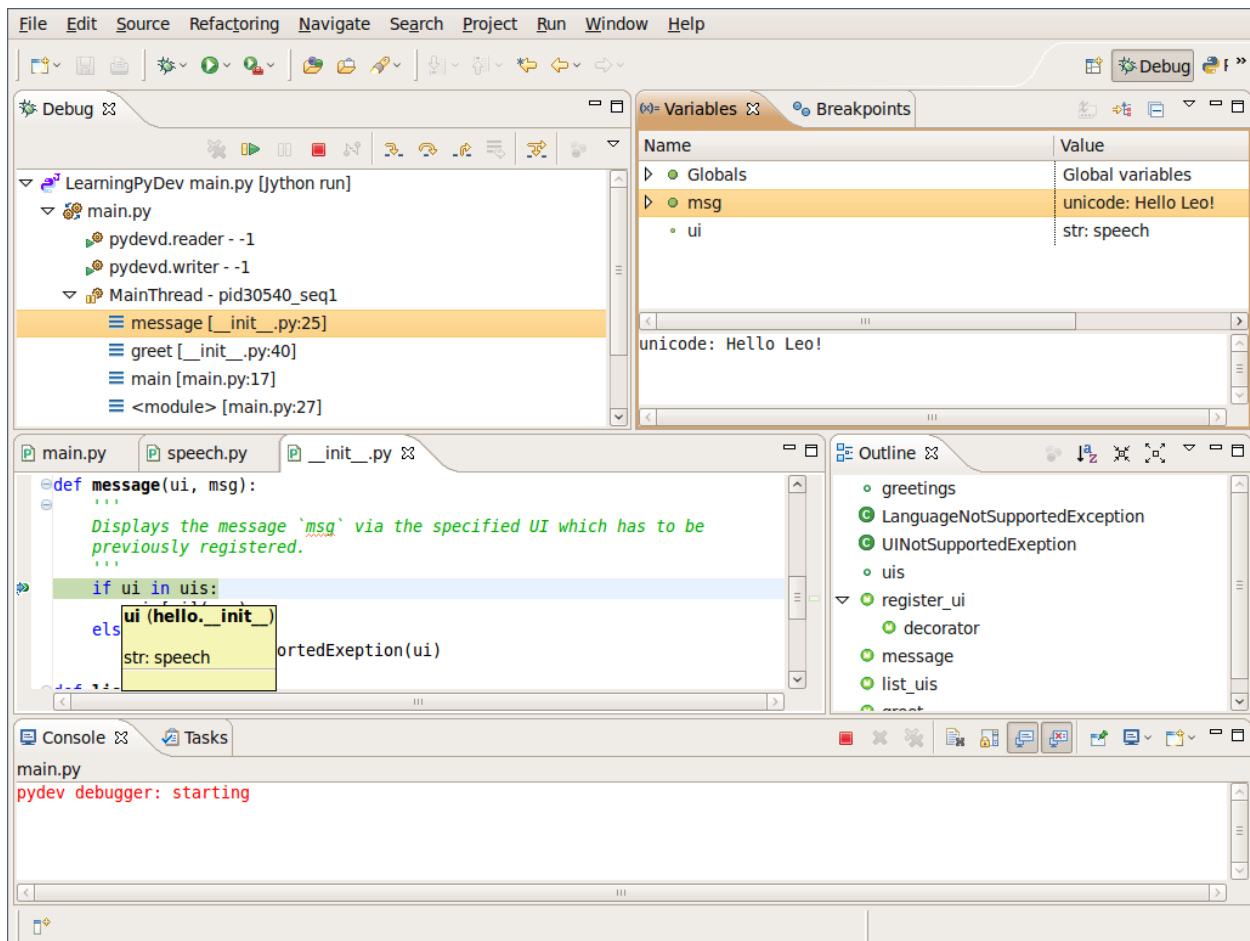 File Edit Source Refactoring Navigate Search Project Run Window Help
Debug »
Debug
LearningPyDev main.py [Jython run]
main.py
pydevd.reader - -1
pydevd.writer - -1
MainThread - pid30540_seq1
message [__init__.py:25]
greet [__init__.py:40]
main [main.py:17]
<module> [main.py:27]
Variables Breakpoints
Name Value
Globals Global variables
msg unicode: Hello Leo!
ui str: speech
unicode: Hello Leo!
main.py speech.py __init__.py
def message(ui, msg):
'''
Displays the message `msg` via the specified UI which has to be
previously registered.
'''
if ui in uis:
ui (hello.__init__)
els
str: speech ortedExeption(ui)
Outline
greetings
LanguageNotSupportedException
UINotSupportedExeption
uis
register_ui
decorator
message
list_uis
greet
Console Tasks
main.py
pydev debugger: starting